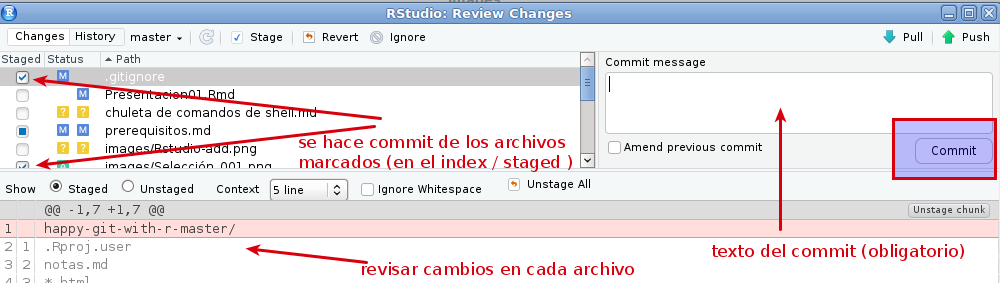 RStudio: Review Changes
Changes History master Stage Revert Ignore Pull Push
Staged Status Path
M .gitignore
M Presentacion01.Rmd
? ? chuleta de comandos de shell.md
M M prerequisitos.md
? ? images/Rstudio-add.png
images/Selección_001.png
se hace commit de los archivos
marcados (en el index / staged )
Commit message
Amend previous commit
Commit
Show Staged Unstaged Context 5 line Ignore Whitespace Unstage All
@@ -1,7 +1,7 @@ Unstage chunk
1 happy-git-with-r-master/
2 1 .Rproj.user
3 2 notas.md
4 3 *.html
revisar cambios en cada archivo
texto del commit (obligatorio)